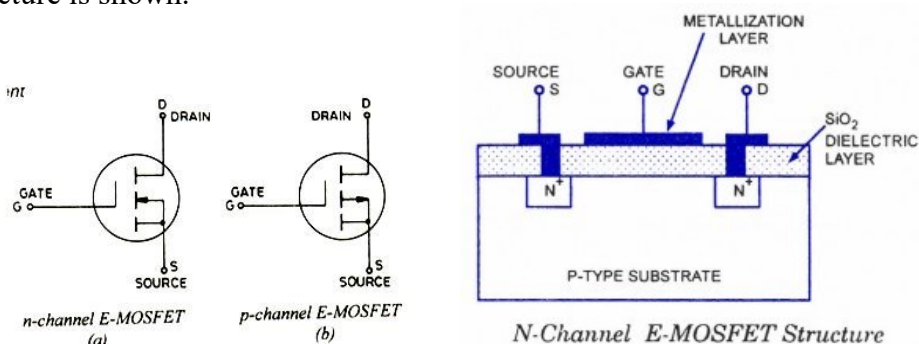 cture is shown.
ent
D
DRAIN
GATE
G
S
SOURCE
n-channel E-MOSFET
(a)
D
DRAIN
GATE
G
S
SOURCE
p-channel E-MOSFET
(b)
METALLIZATION
LAYER
SOURCE
S
GATE
G
DRAIN
D
SiO2
DIELECTRIC
LAYER
N+
N+
P-TYPE SUBSTRATE
N-Channel E-MOSFET Structure